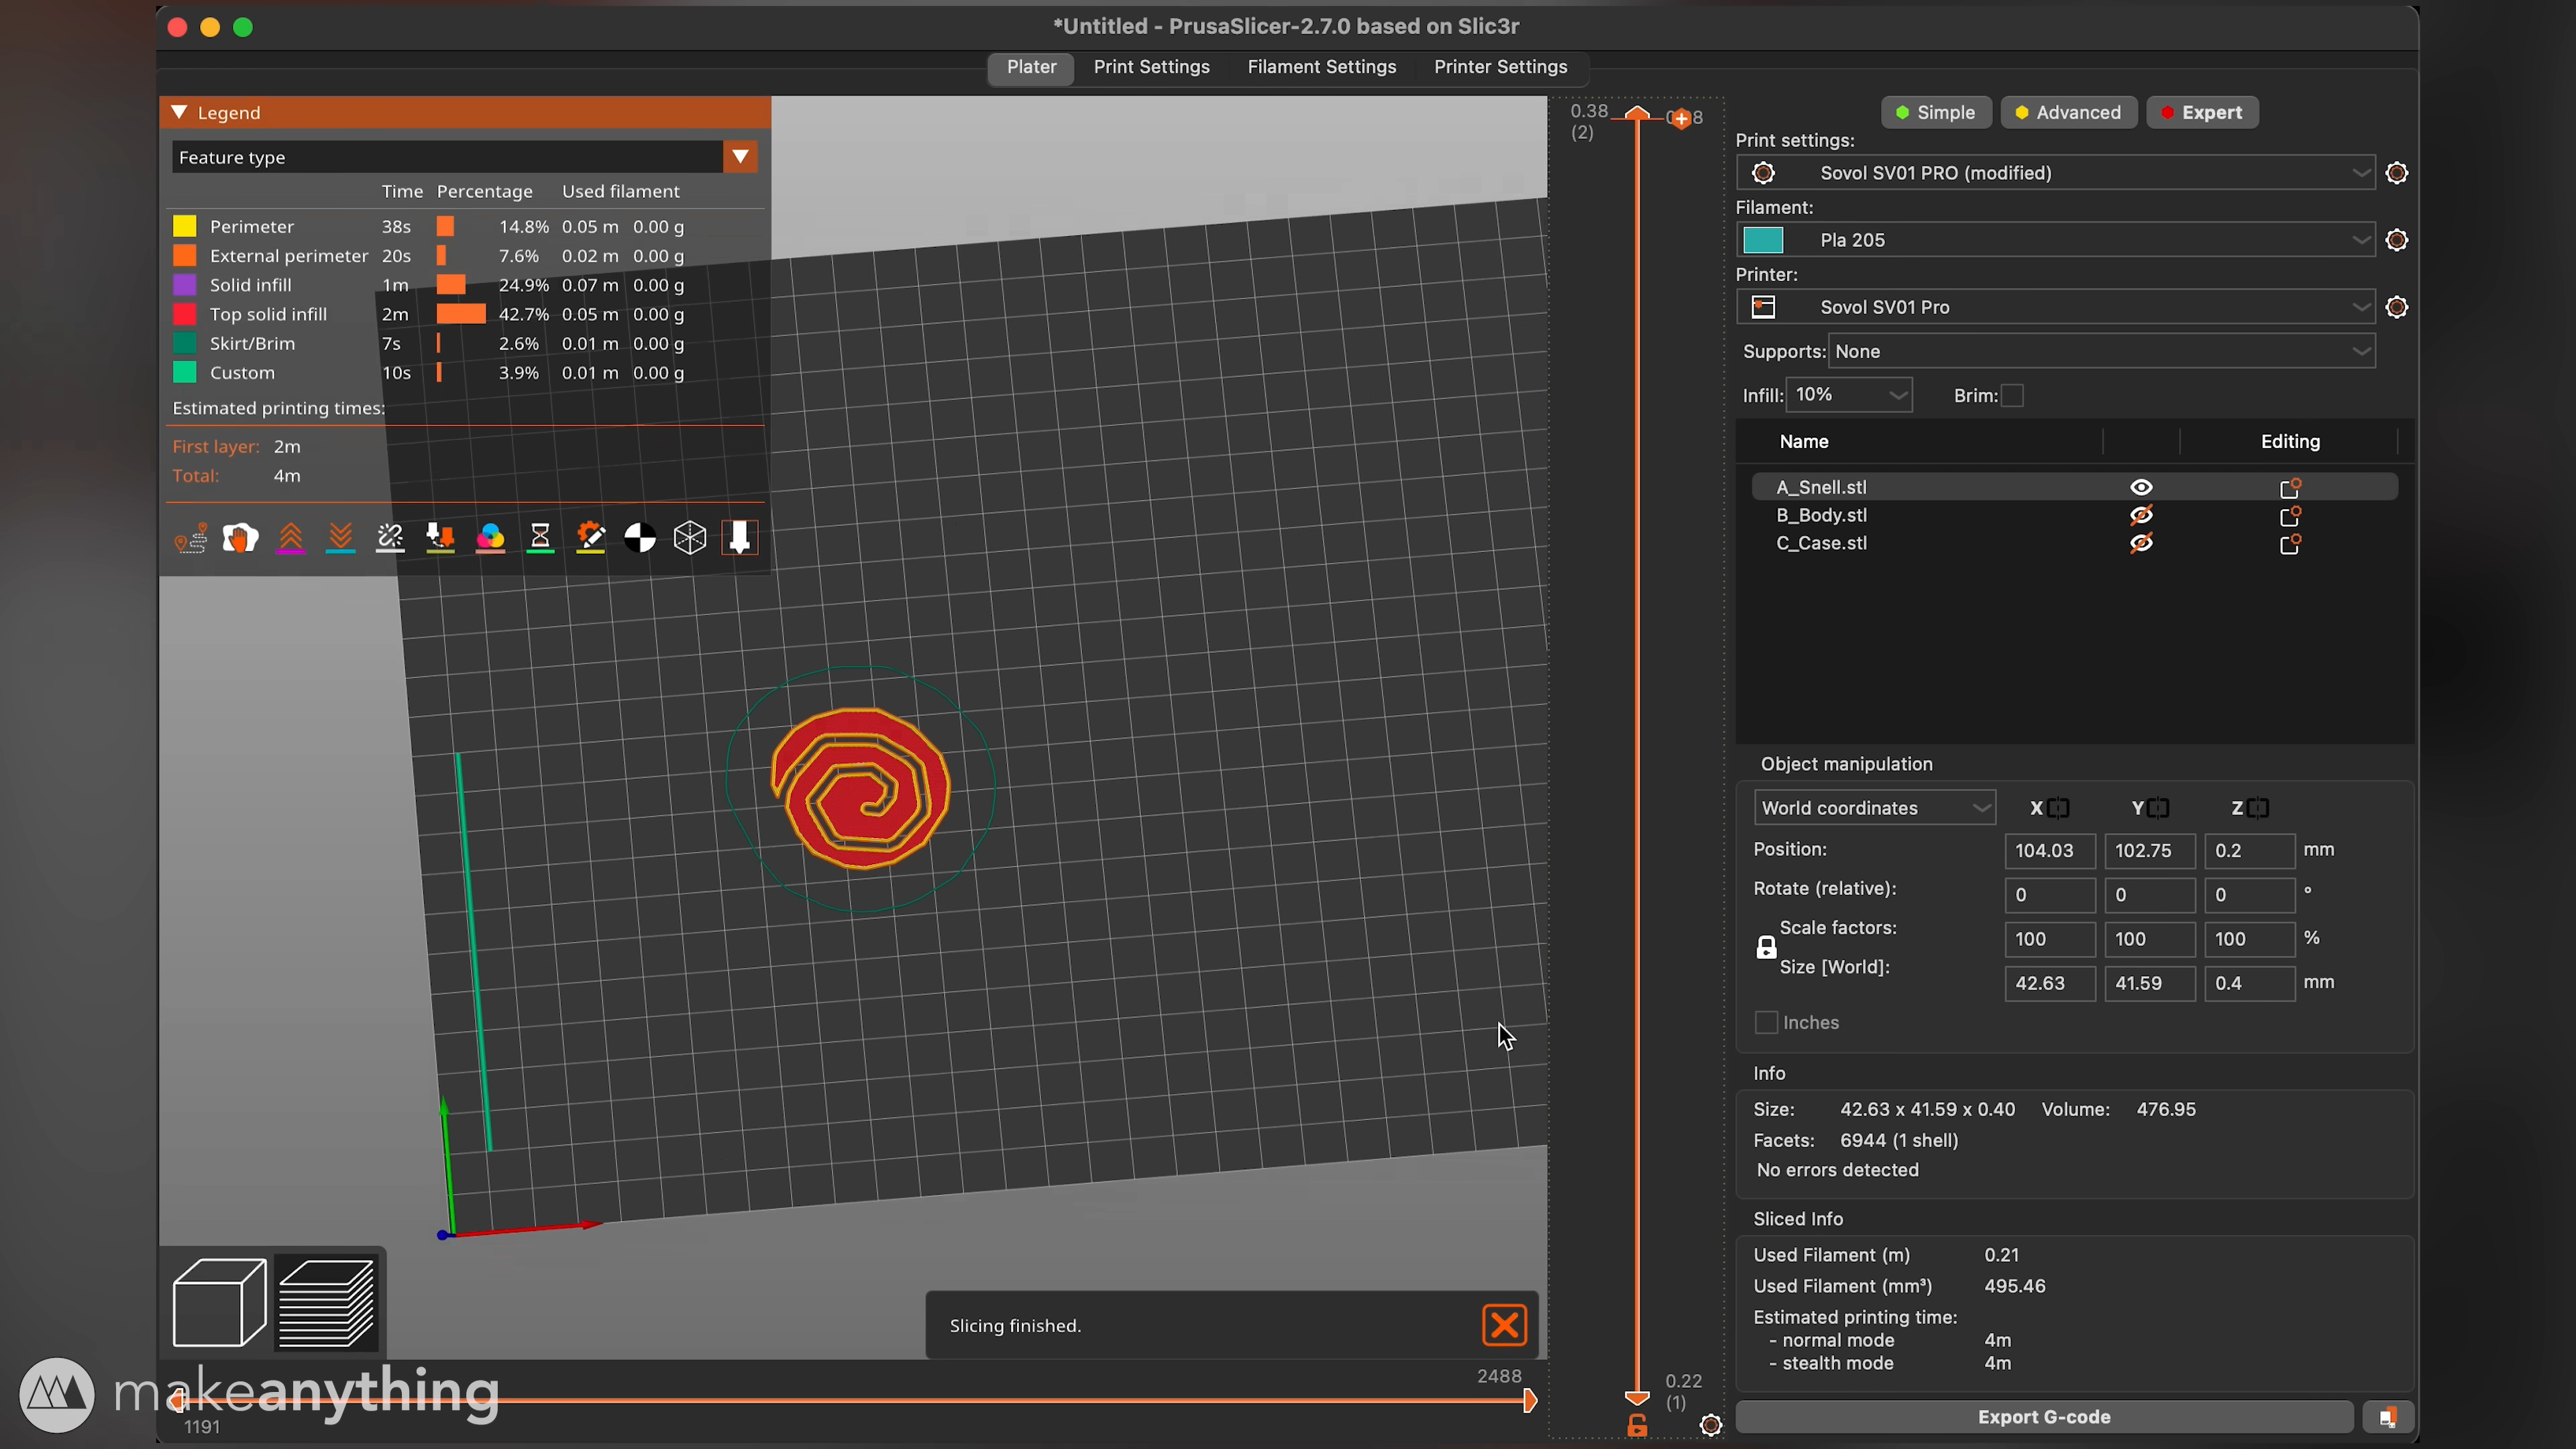 *Untitled - PrusaSlicer-2.7.0 based on Slic3r
Plater Print Settings Filament Settings Printer Settings
Legend
Feature type
Time Percentage Used filament
Perimeter 38s 14.8% 0.05 m 0.00 g
External perimeter 20s 7.6% 0.02 m 0.00 g
Solid infill 1m 24.9% 0.07 m 0.00 g
Top solid infill 2m 42.7% 0.05 m 0.00 g
Skirt/Brim 7s 2.6% 0.01 m 0.00 g
Custom 10s 3.9% 0.01 m 0.00 g
Estimated printing times:
First layer: 2m
Total: 4m
0.38
(2)
Simple Advanced Expert
Print settings:
Sovol SV01 PRO (modified)
Filament:
Pla 205
Printer:
Sovol SV01 Pro
Supports: None
Infill: 10% Brim:
Name Editing
A_Snell.stl
B_Body.stl
C_Case.stl
Object manipulation
World coordinates X Y Z
Position: 104.03 102.75 0.2 mm
Rotate (relative): 0 0 0 °
Scale factors: 100 100 100 %
Size [World]: 42.63 41.59 0.4 mm
Inches
Info
Size: 42.63 x 41.59 x 0.40 Volume: 476.95
Facets: 6944 (1 shell)
No errors detected
Sliced Info
Used Filament (m) 0.21
Used Filament (mm³) 495.46
Estimated printing time:
- normal mode 4m
- stealth mode 4m
Export G-code
Slicing finished.
0.22
(1)
2488
1191
makeanything